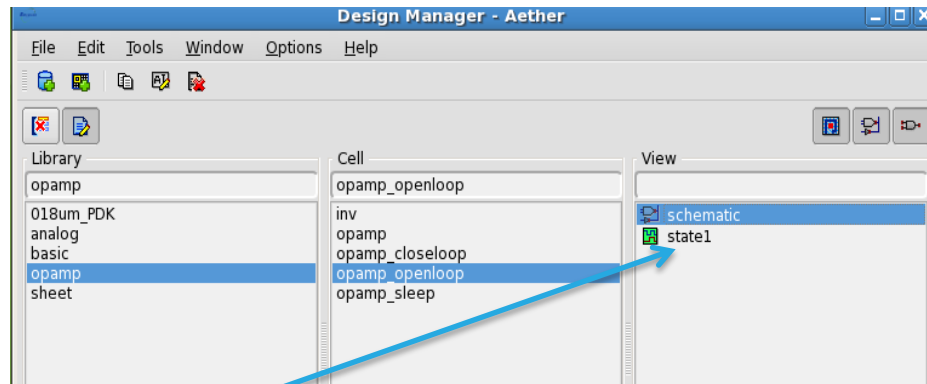 Design Manager - Aether
File Edit Tools Window Options Help
Library
opamp
018um_PDK
analog
basic
opamp
sheet
Cell
opamp_openloop
inv
opamp
opamp_closeloop
opamp_openloop
opamp_sleep
View
schematic
state1